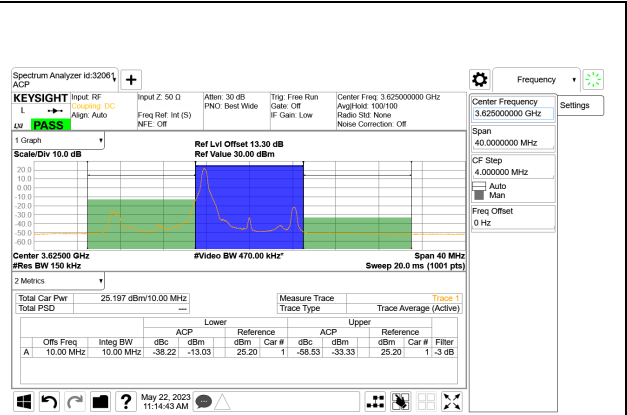 Spectrum Analyzer id:32061
ACP
Frequency
KEYSIGHT
L
LXI PASS
Input: RF
Coupling: DC
Align: Auto
Input Z: 50 Ω
Freq Ref: Int (S)
NFE: Off
Atten: 30 dB
PNO: Best Wide
Trig: Free Run
Gate: Off
IF Gain: Low
Center Freq: 3.625000000 GHz
Avg|Hold: 100/100
Radio Std: None
Noise Correction: Off
Center Frequency
3.625000000 GHz
Settings
Span
40.0000000 MHz
CF Step
4.000000 MHz
Auto
Man
Freq Offset
0 Hz
1 Graph
Scale/Div 10.0 dB
Ref Lvl Offset 13.30 dB
Ref Value 30.00 dBm
20.0
10.0
0.00
-10.0
-20.0
-30.0
-40.0
-50.0
-60.0
Center 3.62500 GHz
#Video BW 470.00 kHz*
Span 40 MHz
#Res BW 150 kHz
Sweep 20.0 ms (1001 pts)
2 Metrics
Total Car Pwr 25.197 dBm/10.00 MHz
Total PSD ---
Measure Trace Trace 1
Trace Type Trace Average (Active)
Lower Upper
ACP Reference ACP Reference
Offs Freq Integ BW dBc dBm dBm Car # dBc dBm dBm Car # Filter
A 10.00 MHz 10.00 MHz -38.22 -13.03 25.20 1 -58.53 -33.33 25.20 1 -3 dB
?
May 22, 2023
11:14:43 AM